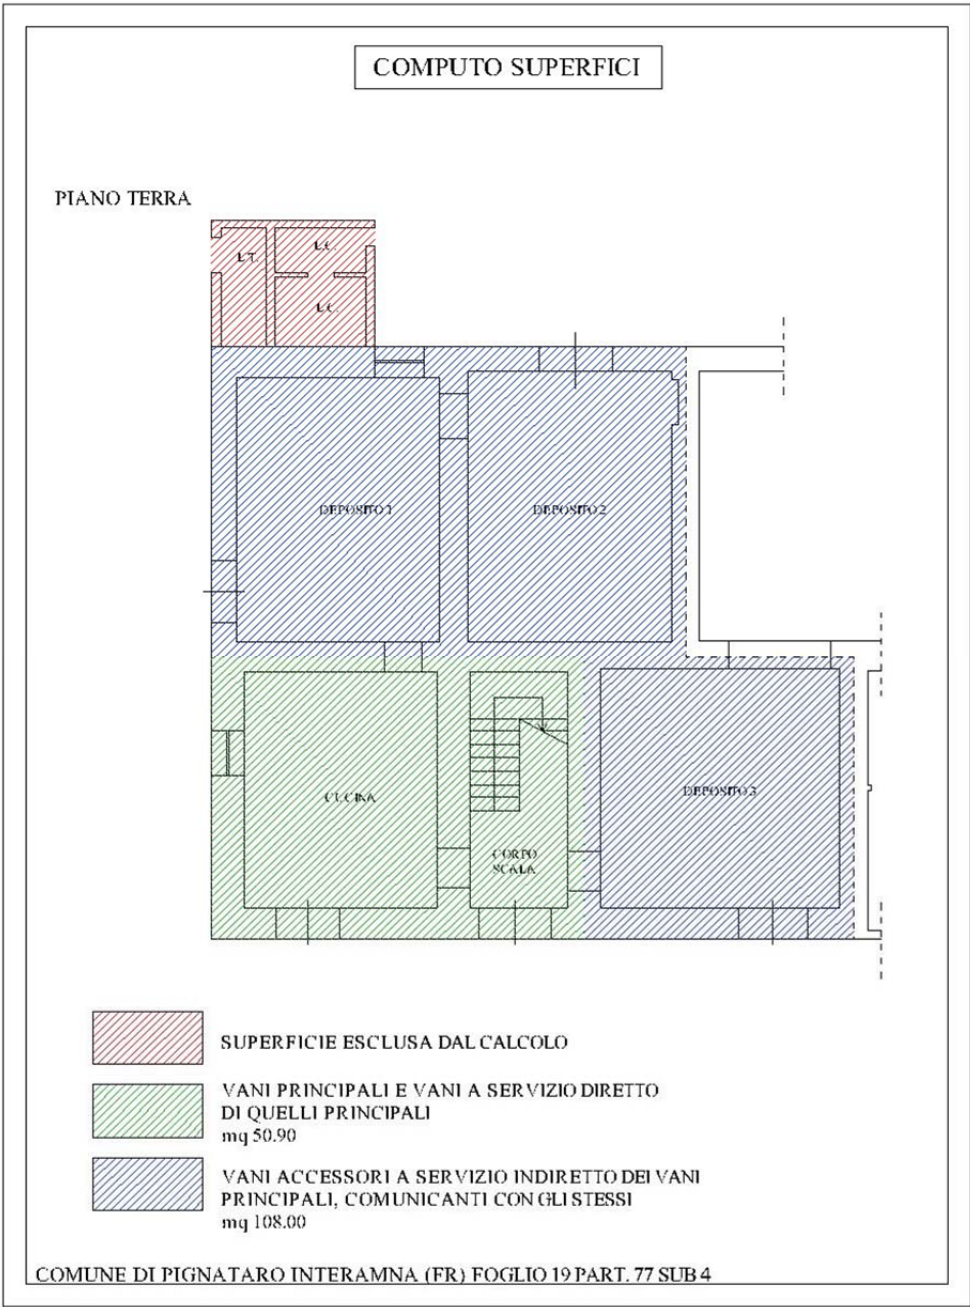 COMPUTO SUPERFICI
PIANO TERRA
L.C.
L.T.
L.C.
DEPOSITO 1
DEPOSITO 2
DEPOSITO 3
CUCINA
CORPO
SCALA
SUPERFICIE ESCLUSA DAL CALCOLO
VANI PRINCIPALI E VANI A SERVIZIO DIRETTO
DI QUELLI PRINCIPALI
mq 50.90
VANI ACCESSORI A SERVIZIO INDIRETTO DEI VANI
PRINCIPALI, COMUNICANTI CON GLI STESSI
mq 108.00
COMUNE DI PIGNATARO INTERAMNA (FR) FOGLIO 19 PART. 77 SUB 4